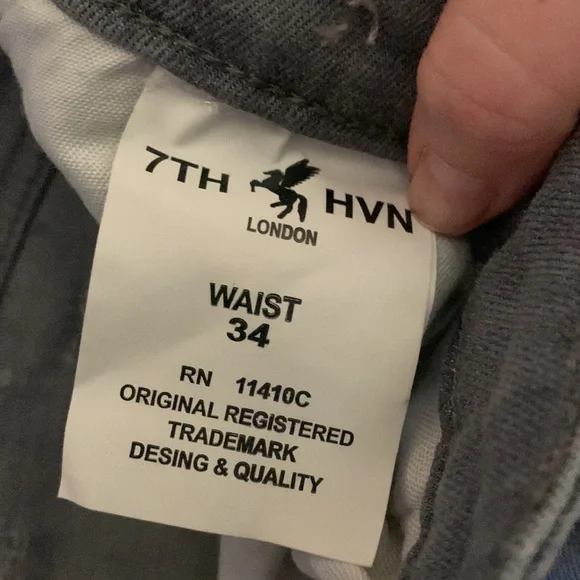 7TH HVN
LONDON
WAIST
34
RN 11410C
ORIGINAL REGISTERED
TRADEMARK
DESING & QUALITY